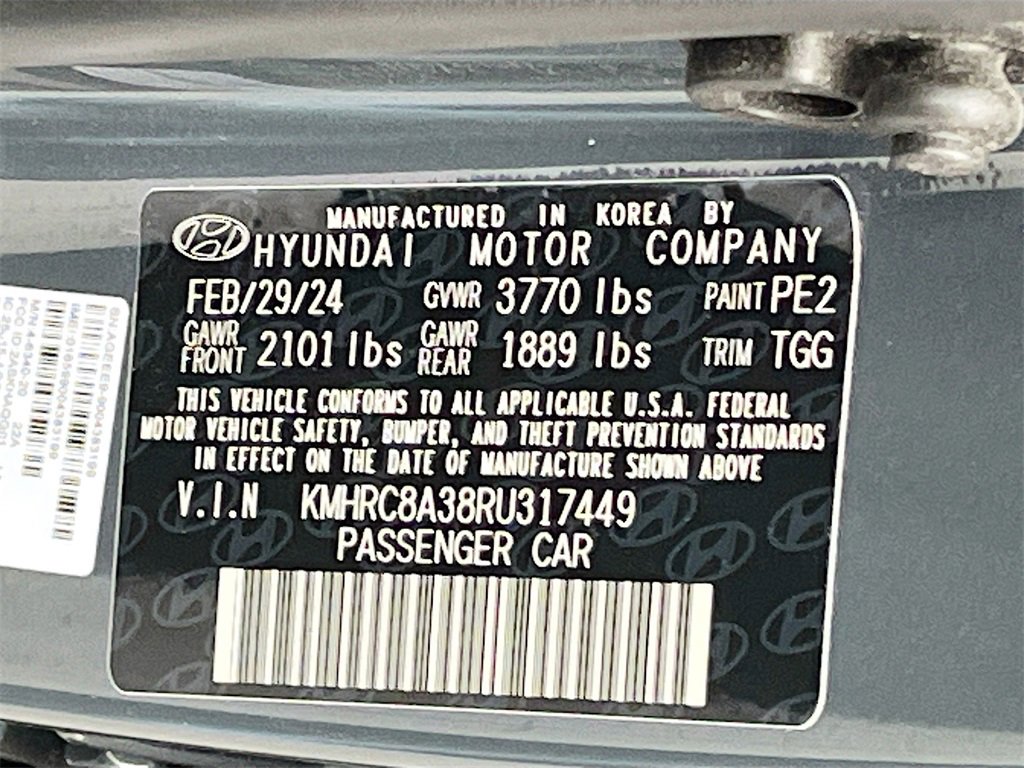 MANUFACTURED IN KOREA BY
HYUNDAI MOTOR COMPANY
FEB/29/24 GVWR 3770 lbs PAINT PE2
GAWR FRONT 2101 lbs GAWR REAR 1889 lbs TRIM TGG
THIS VEHICLE CONFORMS TO ALL APPLICABLE U.S.A. FEDERAL
MOTOR VEHICLE SAFETY, BUMPER, AND THEFT PREVENTION STANDARDS
IN EFFECT ON THE DATE OF MANUFACTURE SHOWN ABOVE
V.I.N KMHRC8A38RU317449
PASSENGER CAR